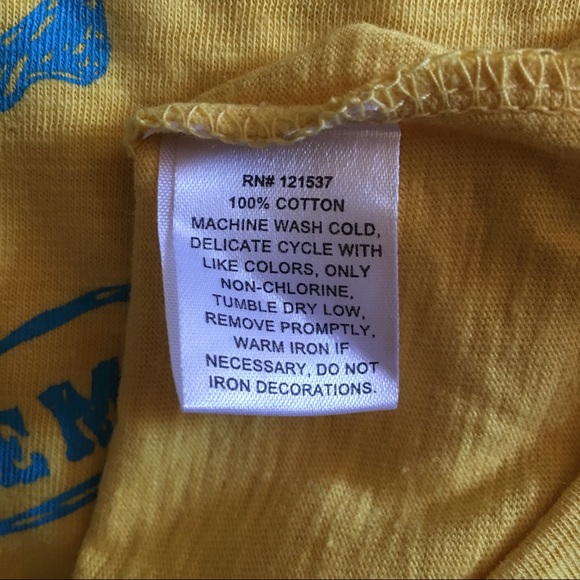 RN# 121537
100% COTTON
MACHINE WASH COLD,
DELICATE CYCLE WITH
LIKE COLORS, ONLY
NON-CHLORINE,
TUMBLE DRY LOW,
REMOVE PROMPTLY,
WARM IRON IF
NECESSARY, DO NOT
IRON DECORATIONS.
EM